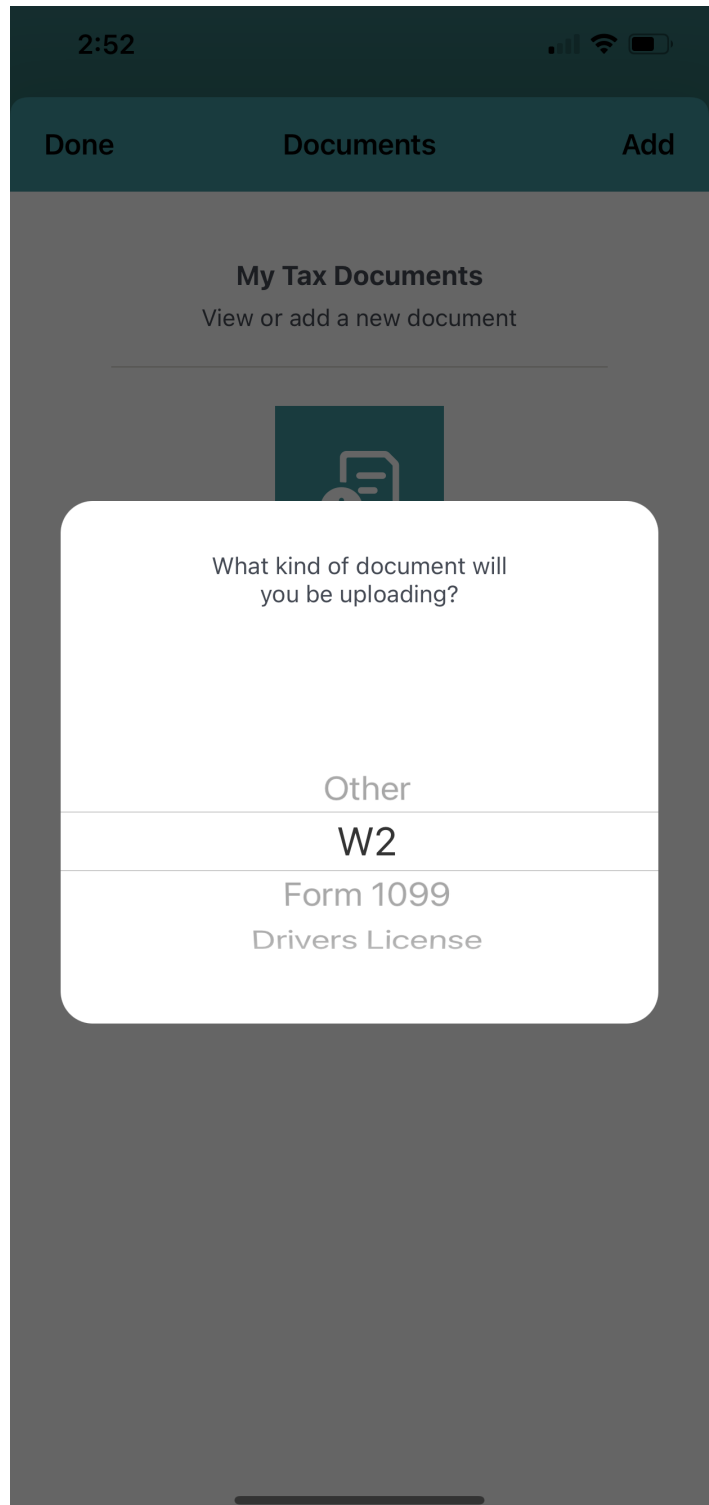 2:52
Done Documents Add
My Tax Documents
View or add a new document
What kind of document will
you be uploading?
Other
W2
Form 1099
Drivers License